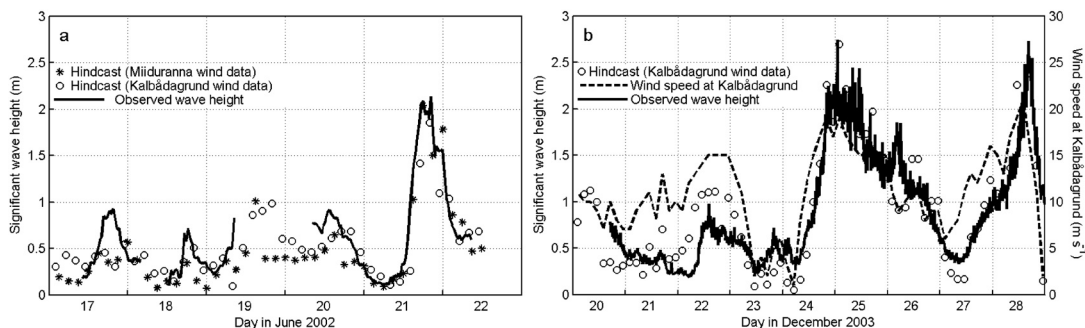 a
Significant wave height (m)
3
2.5
2
1.5
1
0.5
0
Hindcast (Miiduranna wind data)
Hindcast (Kalbådagrund wind data)
Observed wave height
17 18 19 20 21 22
Day in June 2002
b
Significant wave height (m)
3
2.5
2
1.5
1
0.5
0
Hindcast (Kalbådagrund wind data)
Wind speed at Kalbådagrund
Observed wave height
20 21 22 23 24 25 26 27 28
Day in December 2003
30
25
20
15
10
5
0
Wind speed at Kalbådagrund (m s⁻¹)